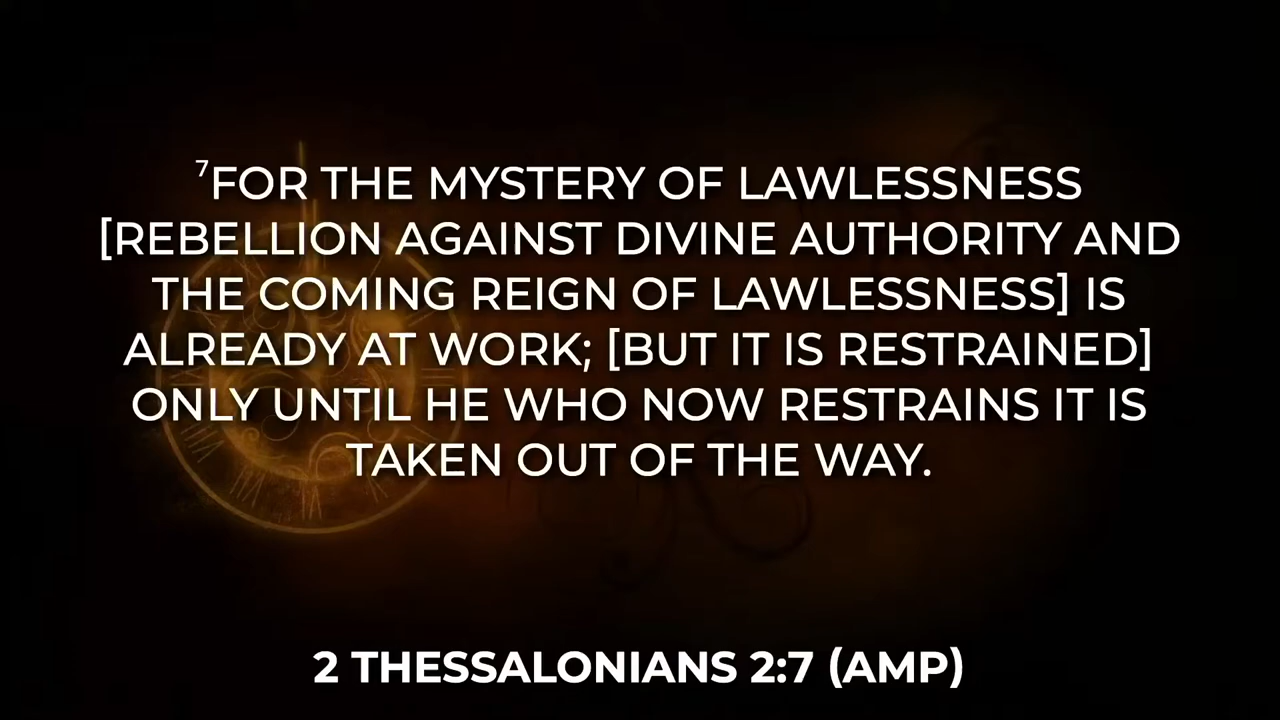 ⁷FOR THE MYSTERY OF LAWLESSNESS
[REBELLION AGAINST DIVINE AUTHORITY AND
THE COMING REIGN OF LAWLESSNESS] IS
ALREADY AT WORK; [BUT IT IS RESTRAINED]
ONLY UNTIL HE WHO NOW RESTRAINS IT IS
TAKEN OUT OF THE WAY.
2 THESSALONIANS 2:7 (AMP)